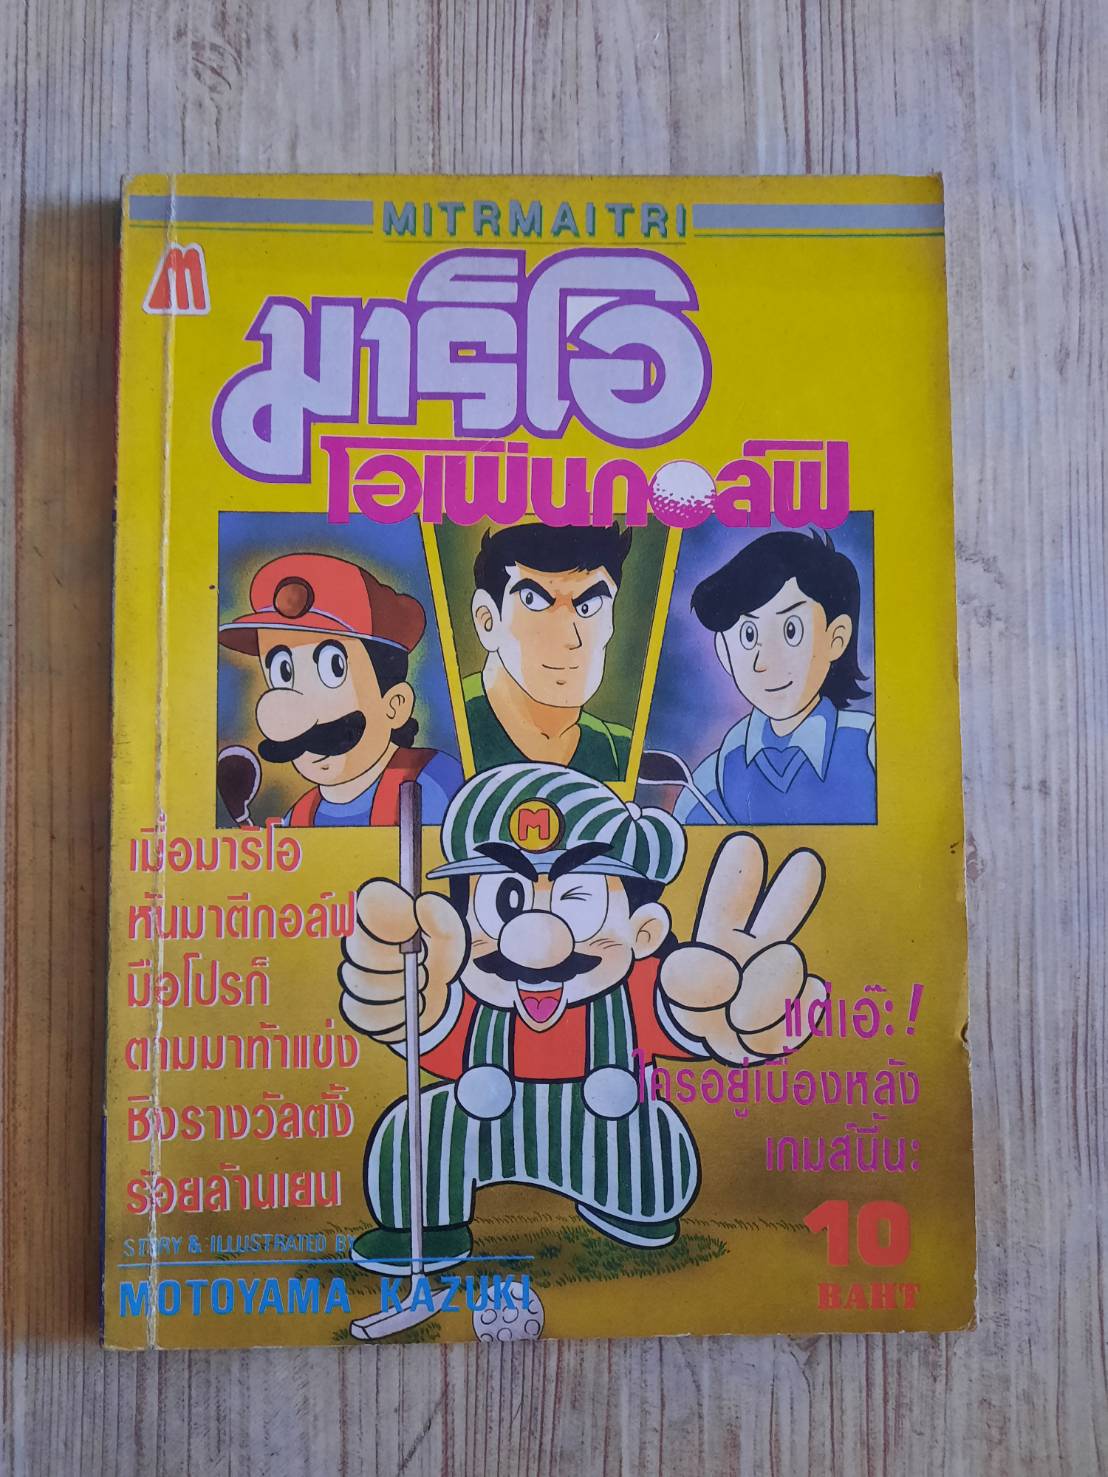 MITRMAITRI
m
มาริโอ
โอเพ่นกอล์ฟ
M
เมื่อมาริโอ
หันมาตีกอล์ฟ
มือโปรก็
ตามมาท้าแข่ง
ชิงรางวัลตั้ง
ร้อยล้านเยน
แต่เอ๊ะ!
ใครอยู่เบื้องหลัง
เกมส์นี้นะ
STORY & ILLUSTRATED BY
MOTOYAMA KAZUKI
10
BAHT